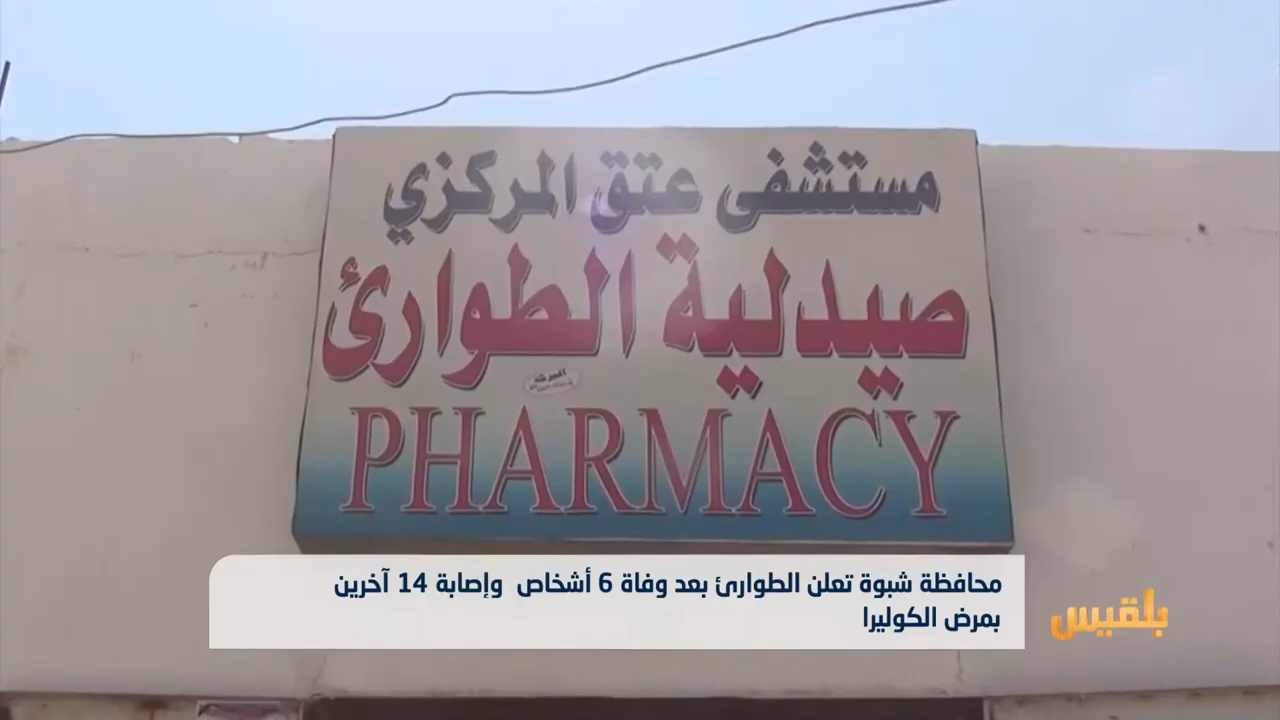 مستشفى عتق المركزي
صيدلية الطوارئ
PHARMACY
محافظة شبوة تعلن الطوارئ بعد وفاة 6 أشخاص وإصابة 14 آخرين
بمرض الكوليرا
بلقيس